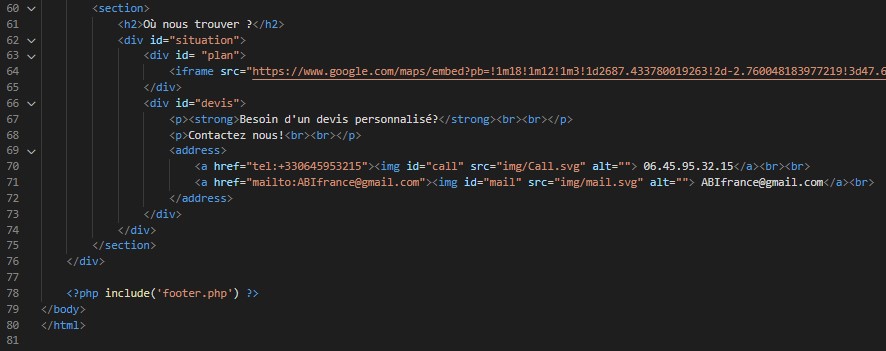 60 <section>
61 <h2>Où nous trouver ?</h2>
62 <div id="situation">
63 <div id= "plan">
64 <iframe src="https://www.google.com/maps/embed?pb=!1m18!1m12!1m3!1d2687.433780019263!2d-2.760048183977219!3d47.6
65 </div>
66 <div id="devis">
67 <p><strong>Besoin d'un devis personnalisé?</strong><br><br></p>
68 <p>Contactez nous!<br><br></p>
69 <address>
70 <a href="tel:+330645953215"><img id="call" src="img/Call.svg" alt=""> 06.45.95.32.15</a><br><br>
71 <a href="mailto:ABIfrance@gmail.com"><img id="mail" src="img/mail.svg" alt=""> ABIfrance@gmail.com</a><br>
72 </address>
73 </div>
74 </div>
75 </section>
76 </div>
77
78 <?php include('footer.php') ?>
79 </body>
80 </html>
81